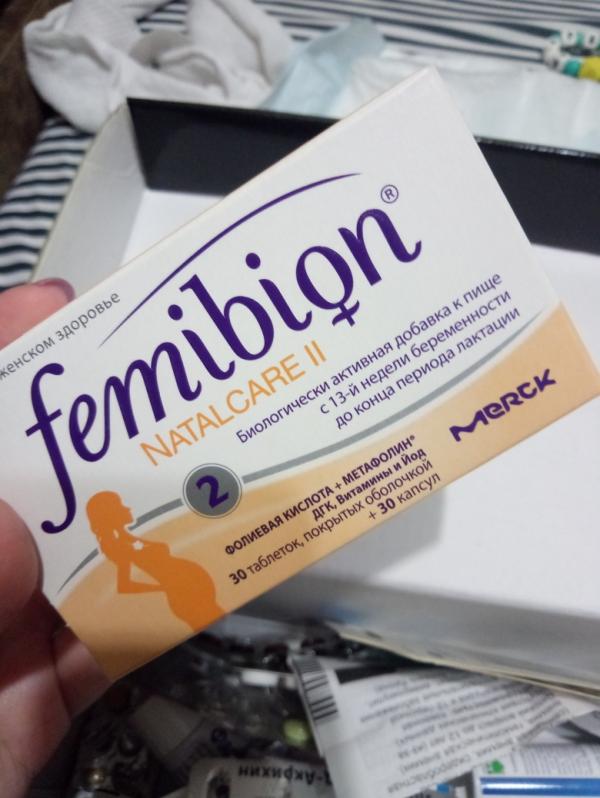 женском здоровье
femibion®
NATALCARE II
Биологически активная добавка к пище
с 13-й недели беременности
до конца периода лактации
MERCK
2
ФОЛИЕВАЯ КИСЛОТА + МЕТАФОЛИН®
ДГК, Витамины и Йод
30 таблеток, покрытых оболочкой
+ 30 капсул
-Акрихин